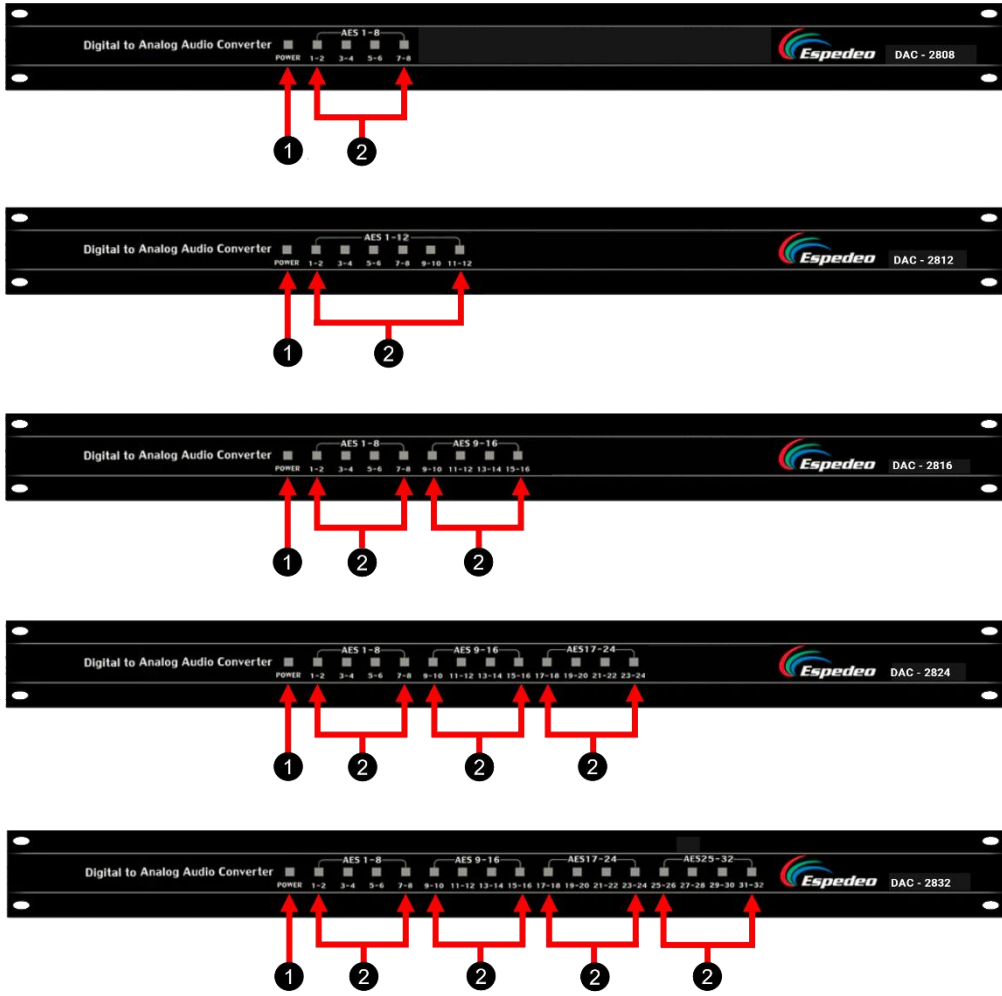 AES 1-8
Digital to Analog Audio Converter
POWER 1-2 3-4 5-6 7-8
Espedeo DAC - 2808
1 2
AES 1-12
Digital to Analog Audio Converter
POWER 1-2 3-4 5-6 7-8 9-10 11-12
Espedeo DAC - 2812
1 2
AES 1-8 AES 9-16
Digital to Analog Audio Converter
POWER 1-2 3-4 5-6 7-8 9-10 11-12 13-14 15-16
Espedeo DAC - 2816
1 2 2
AES 1-8 AES 9-16 AES17-24
Digital to Analog Audio Converter
POWER 1-2 3-4 5-6 7-8 9-10 11-12 13-14 15-16 17-18 19-20 21-22 23-24
Espedeo DAC - 2824
1 2 2 2
AES 1-8 AES 9-16 AES17-24 AES25-32
Digital to Analog Audio Converter
POWER 1-2 3-4 5-6 7-8 9-10 11-12 13-14 15-16 17-18 19-20 21-22 23-24 25-26 27-28 29-30 31-32
Espedeo DAC - 2832
1 2 2 2 2